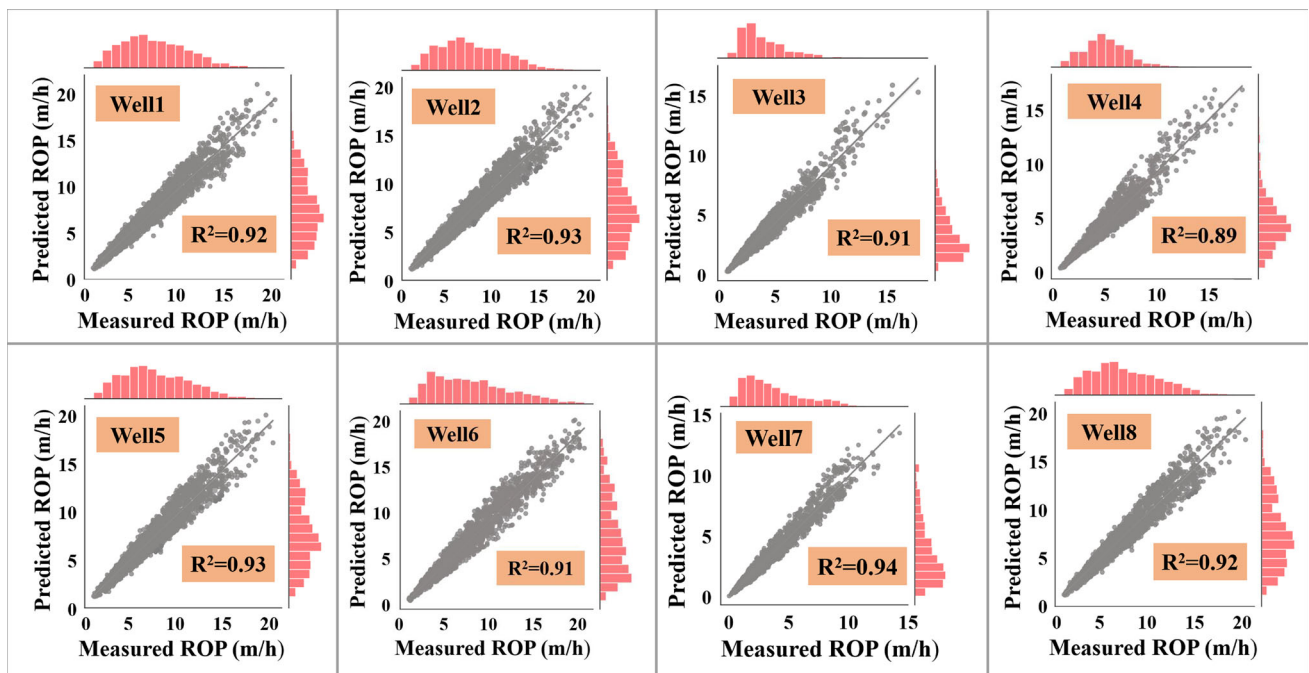 Predicted ROP (m/h)
20
15
10
5
0
Well1
R²=0.92
0 5 10 15 20
Measured ROP (m/h)
Predicted ROP (m/h)
20
15
10
5
0
Well2
R²=0.93
0 5 10 15 20
Measured ROP (m/h)
Predicted ROP (m/h)
15
10
5
0
Well3
R²=0.91
0 5 10 15
Measured ROP (m/h)
Predicted ROP (m/h)
15
10
5
0
Well4
R²=0.89
0 5 10 15
Measured ROP (m/h)
Predicted ROP (m/h)
20
15
10
5
0
Well5
R²=0.93
0 5 10 15 20
Measured ROP (m/h)
Predicted ROP (m/h)
20
15
10
5
0
Well6
R²=0.91
0 5 10 15 20
Measured ROP (m/h)
Predicted ROP (m/h)
15
10
5
0
Well7
R²=0.94
0 5 10 15
Measured ROP (m/h)
Predicted ROP (m/h)
20
15
10
5
0
Well8
R²=0.92
0 5 10 15 20
Measured ROP (m/h)